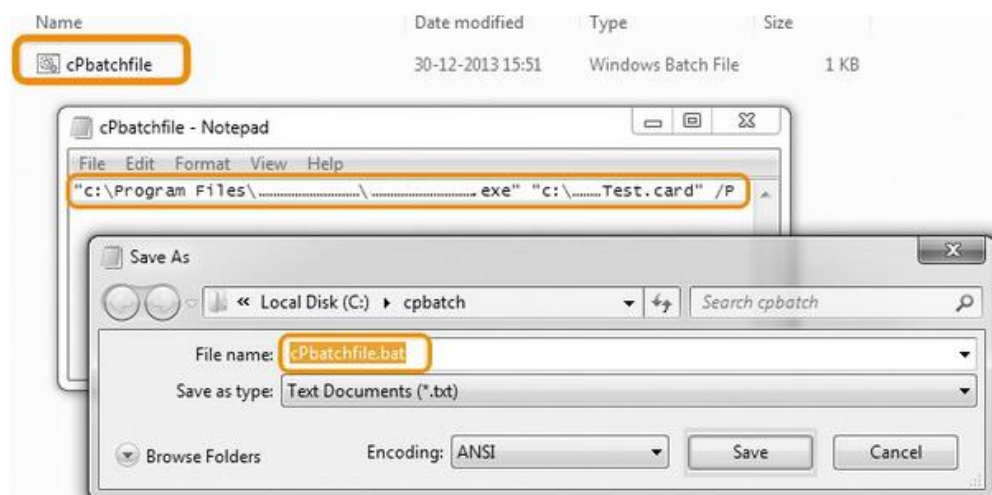 Name Date modified Type Size
cPbatchfile 30-12-2013 15:51 Windows Batch File 1 KB
cPbatchfile - Notepad
File Edit Format View Help
"c:\Program Files\..............................\..............................exe" "c:\.........Test.card" /P
Save As
« Local Disk (C:) ▸ cpbatch Search cpbatch
File name: cPbatchfile.bat
Save as type: Text Documents (*.txt)
Browse Folders Encoding: ANSI Save Cancel